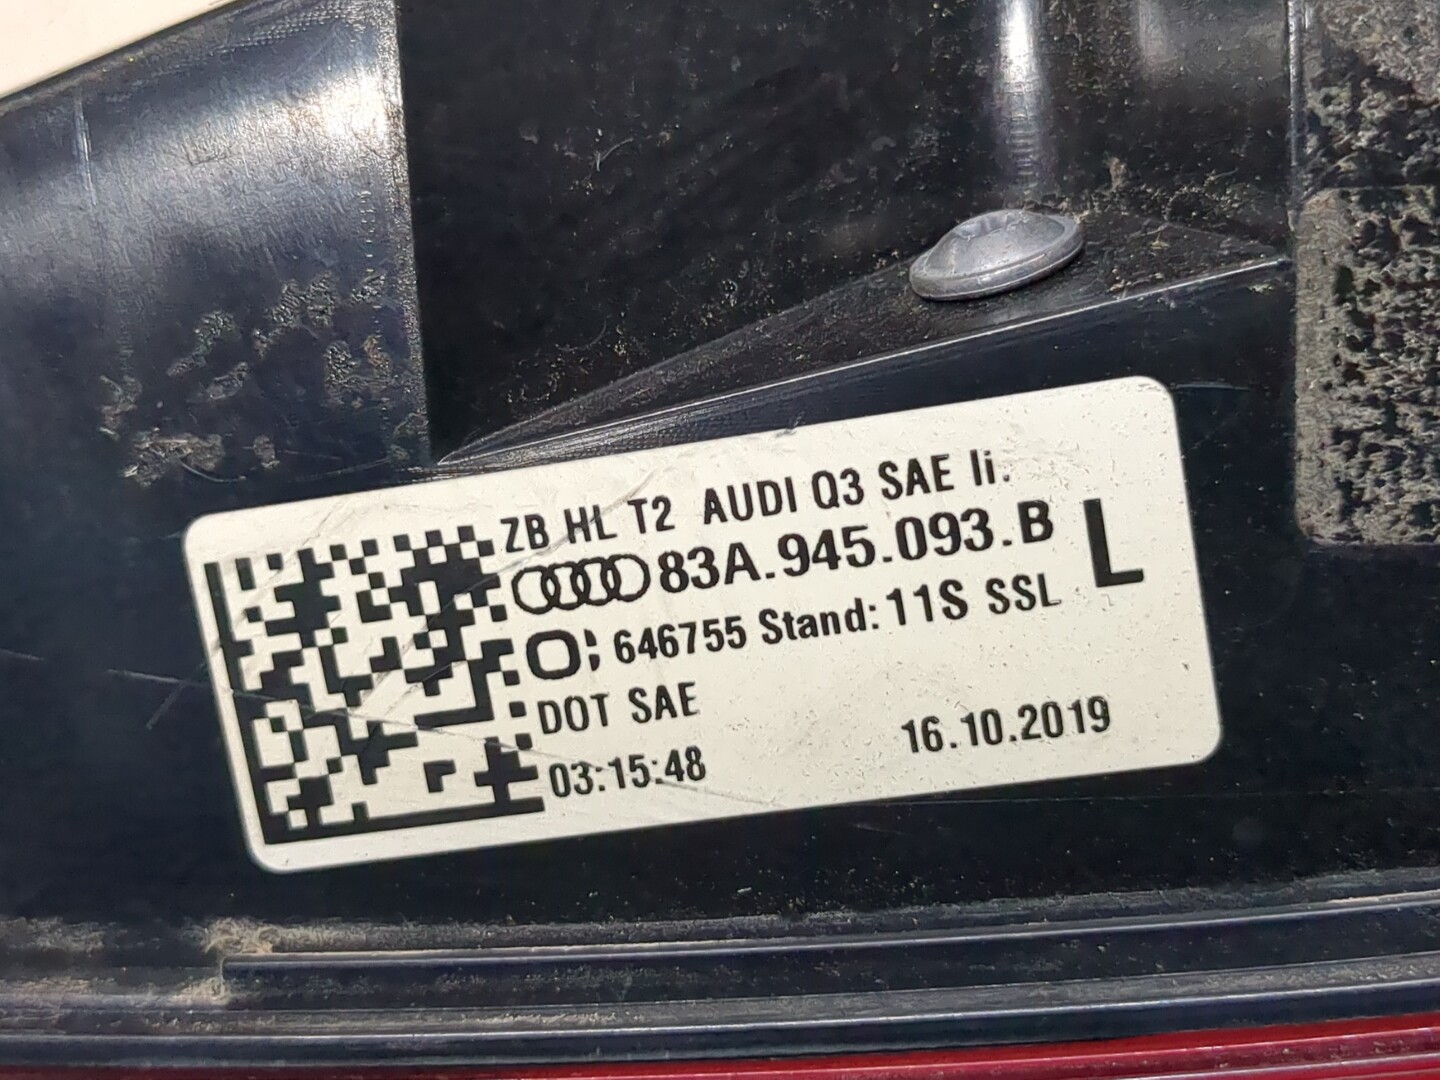 ZB HL T2 AUDI Q3 SAE li.
83A.945.093.B L
O; 646755 Stand: 11S SSL
DOT SAE
03:15:48 16.10.2019